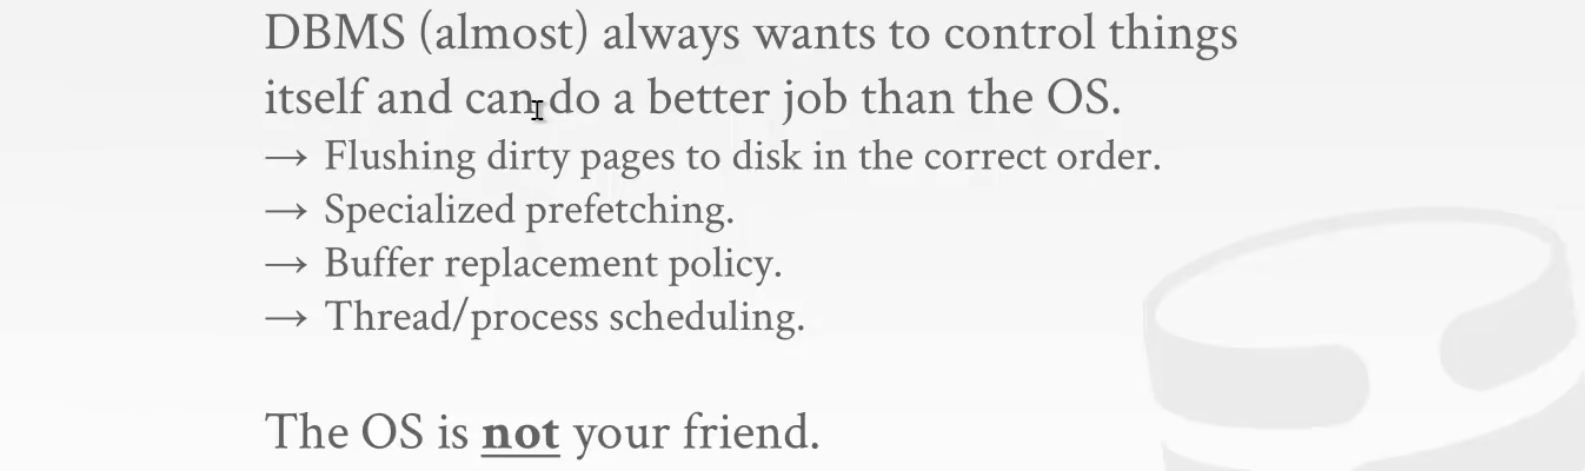 DBMS (almost) always wants to control things
itself and can do a better job than the OS.
→ Flushing dirty pages to disk in the correct order.
→ Specialized prefetching.
→ Buffer replacement policy.
→ Thread/process scheduling.
The OS is not your friend.